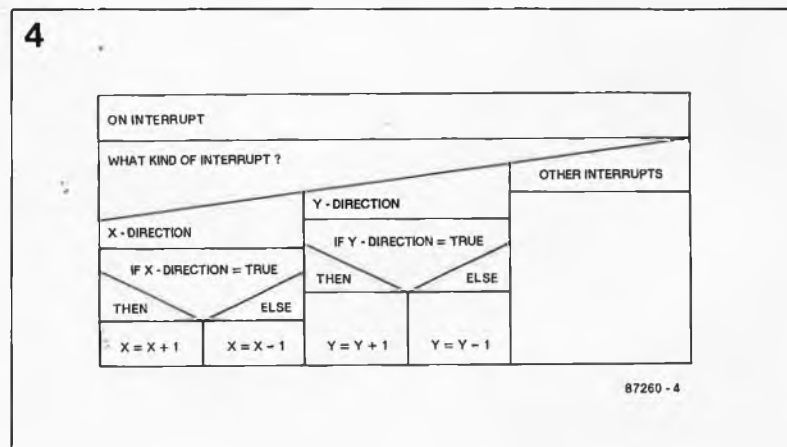 4
ON INTERRUPT
WHAT KIND OF INTERRUPT ?
OTHER INTERRUPTS
Y - DIRECTION
X - DIRECTION
IF Y - DIRECTION = TRUE
IF X - DIRECTION = TRUE
THEN ELSE
THEN ELSE
X = X + 1 X = X - 1 Y = Y + 1 Y = Y - 1
87260 - 4